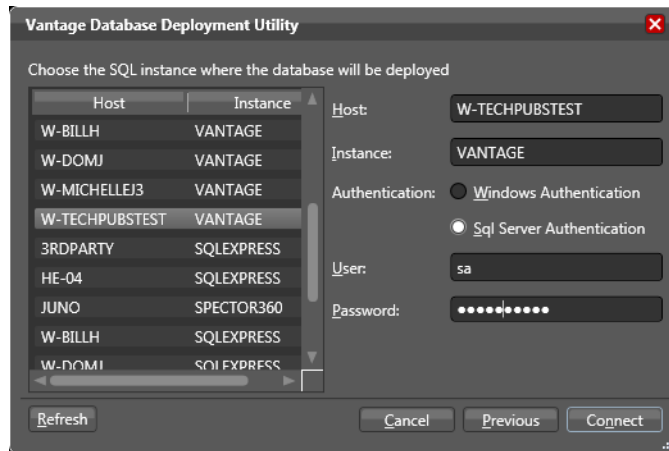 Vantage Database Deployment Utility
Choose the SQL instance where the database will be deployed
Host Instance
W-BILLH VANTAGE
W-DOMJ VANTAGE
W-MICHELLEJ3 VANTAGE
W-TECHPUBSTEST VANTAGE
3RDPARTY SQLEXPRESS
HE-04 SQLEXPRESS
JUNO SPECTOR360
W-BILLH SQLEXPRESS
W-DOMJ SQLEXPRESS
Host: W-TECHPUBSTEST
Instance: VANTAGE
Authentication: Windows Authentication
Sql Server Authentication
User: sa
Password: ••••••••••
Refresh Cancel Previous Connect